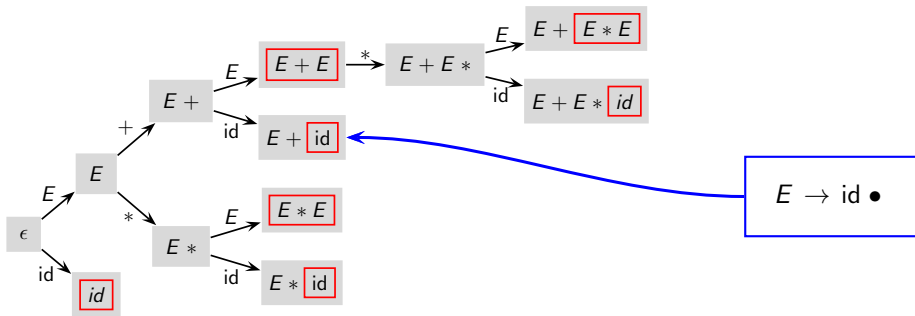 E
E + E * E
E + E
*
E + E *
E
E +
id
E + E * id
+
id
E + id
E
E → id •
E
*
E
E * E
ϵ
E *
id
id
E * id
id